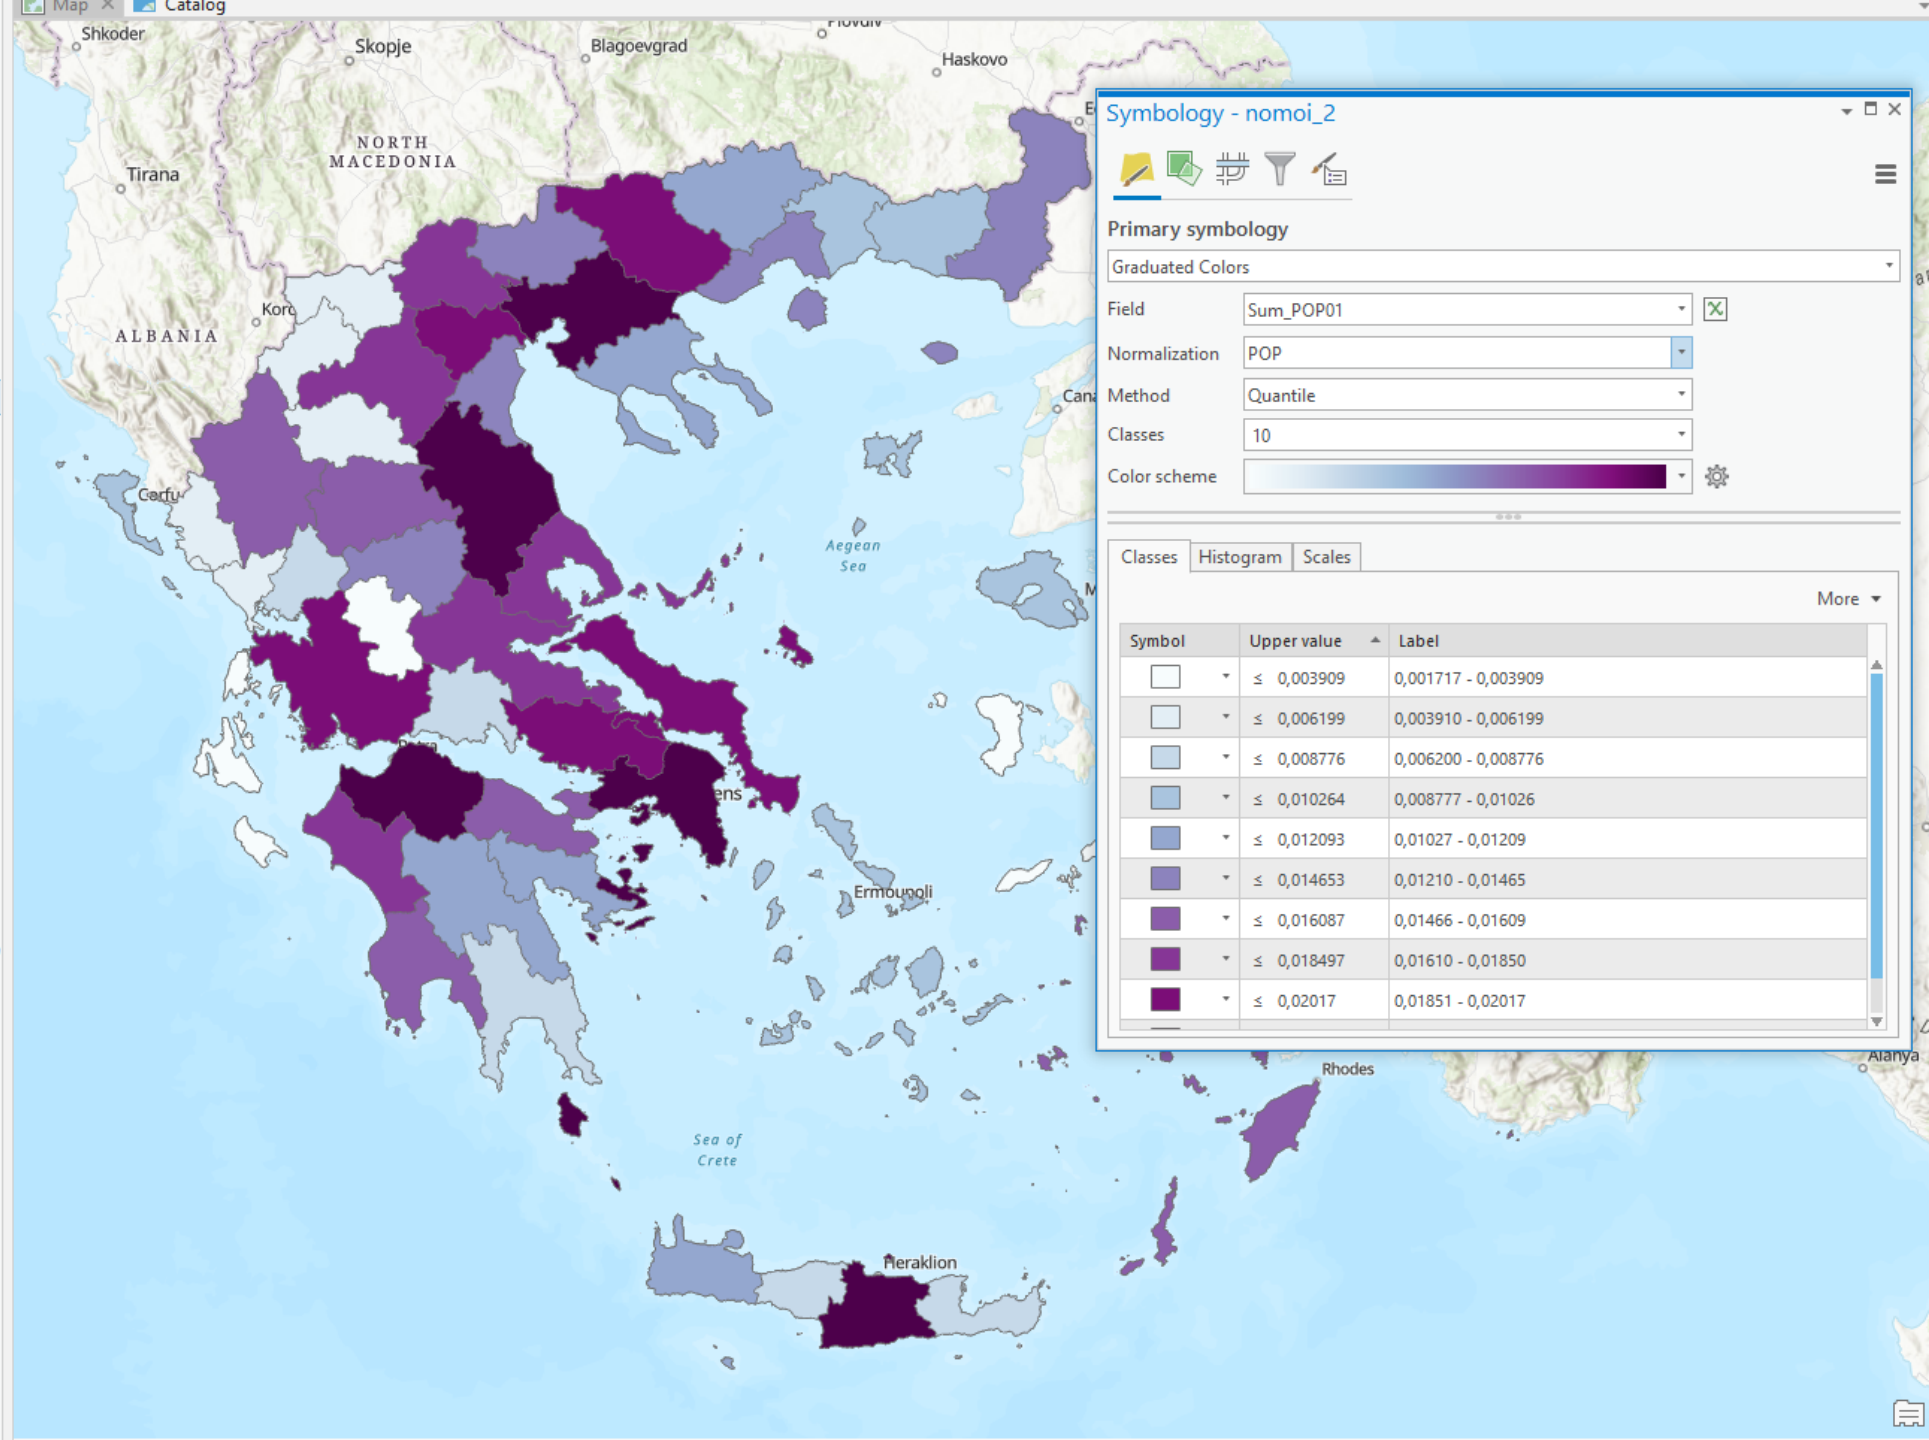 Map
Catalog
Shkoder
Skopje
Blagoevgrad
Plovdiv
Haskovo
Tirana
NORTH
MACEDONIA
ALBANIA
Corfu
Aegean
Sea
ens
Ermoupoli
Sea of
Crete
Heraklion
Rhodes
Alanya
Symbology - nomoi_2
Primary symbology
Graduated Colors
Field Sum_POP01
Normalization POP
Method Quantile
Classes 10
Color scheme
Classes Histogram Scales
More
Symbol Upper value Label
≤ 0,003909 0,001717 - 0,003909
≤ 0,006199 0,003910 - 0,006199
≤ 0,008776 0,006200 - 0,008776
≤ 0,010264 0,008777 - 0,01026
≤ 0,012093 0,01027 - 0,01209
≤ 0,014653 0,01210 - 0,01465
≤ 0,016087 0,01466 - 0,01609
≤ 0,018497 0,01610 - 0,01850
≤ 0,02017 0,01851 - 0,02017